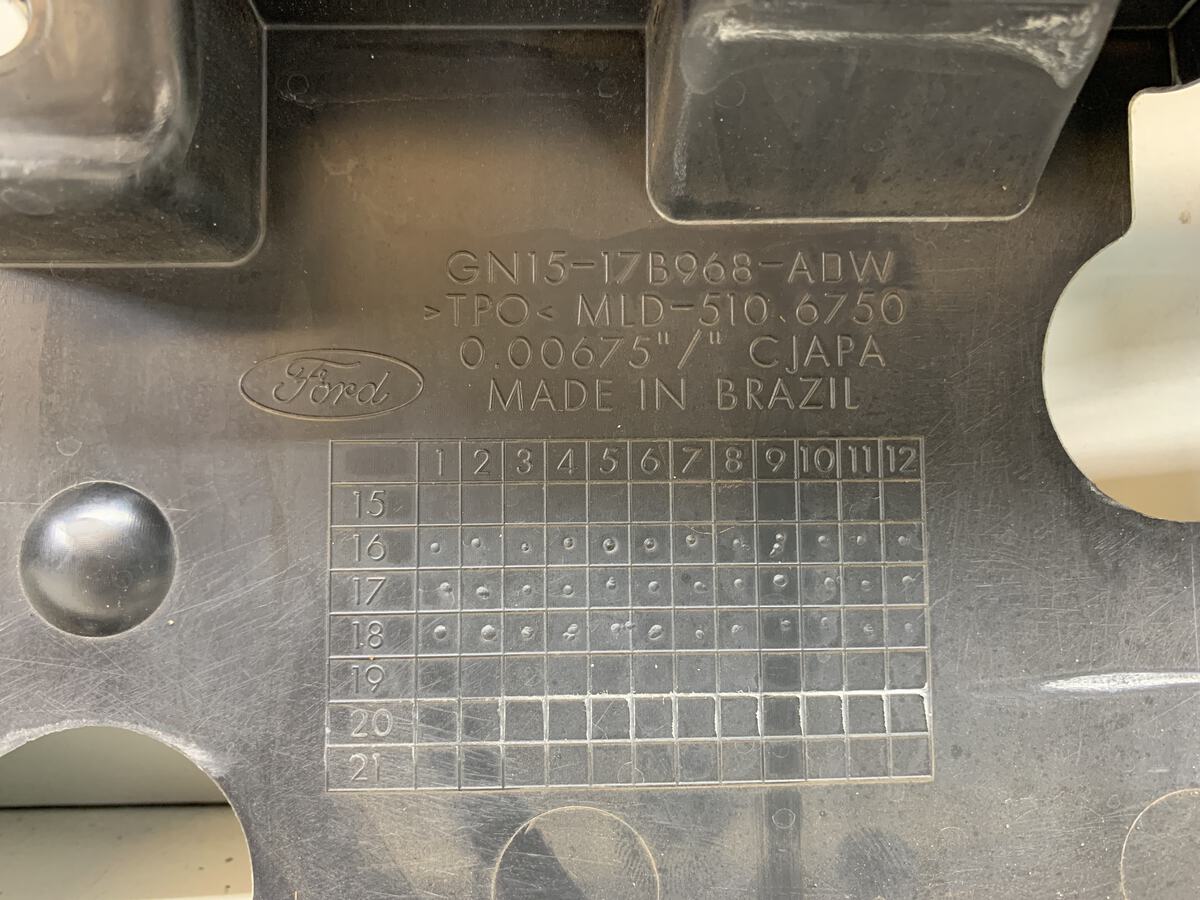 GN15-17B968-ADW
>TPO< MLD-510.6750
0.00675"/" CJAPA
Ford
MADE IN BRAZIL
1 2 3 4 5 6 7 8 9 10 11 12
15
16
17
18
19
20
21